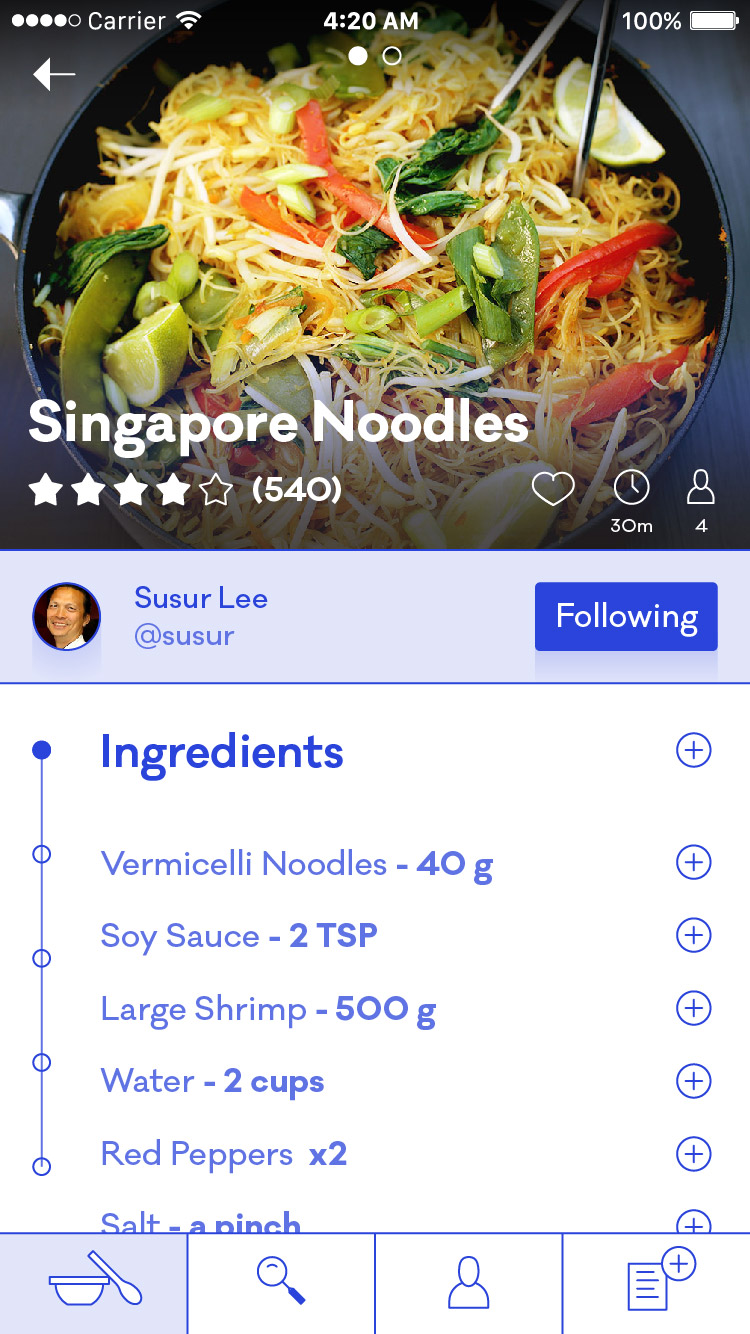 Carrier 4:20 AM 100%
Singapore Noodles
(540)
30m 4
Susur Lee
@susur
Following
Ingredients
Vermicelli Noodles - 40 g
Soy Sauce - 2 TSP
Large Shrimp - 500 g
Water - 2 cups
Red Peppers x2
Salt - a pinch